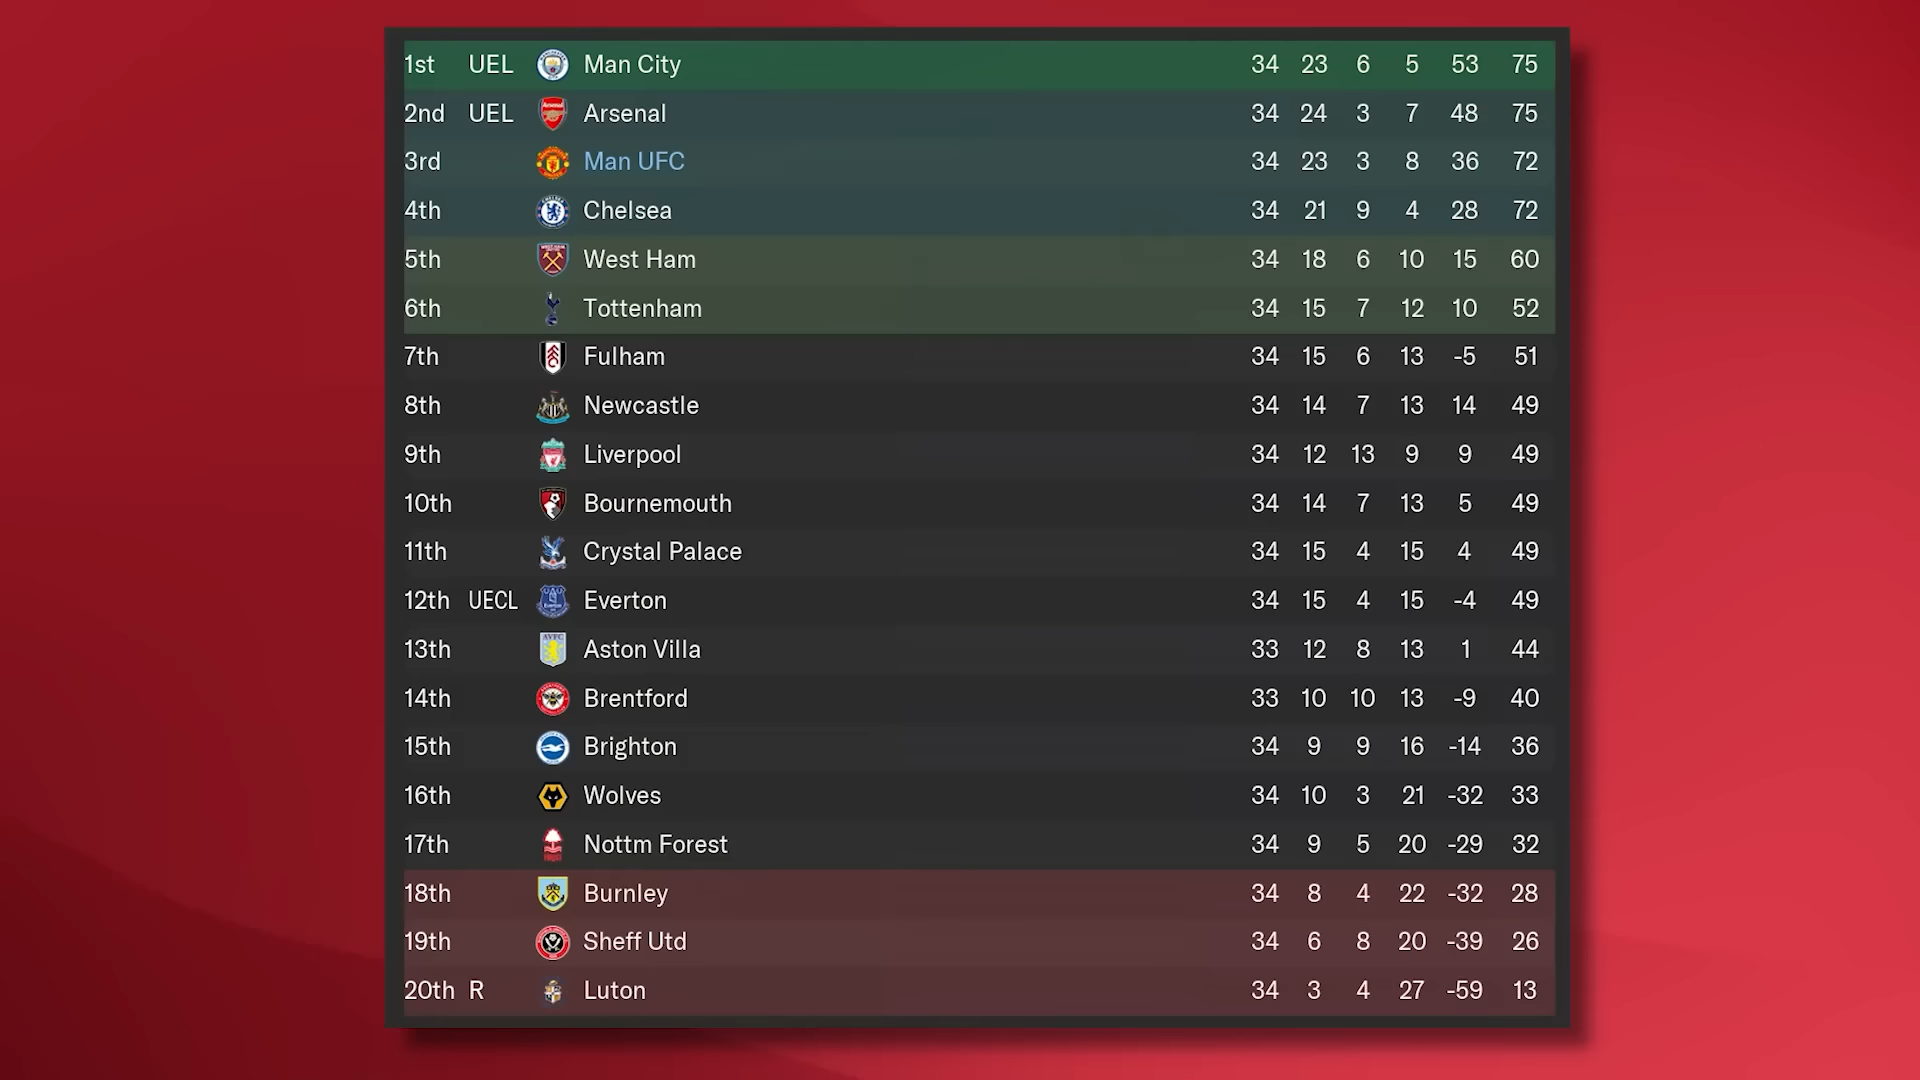 1st UEL Man City 34 23 6 5 53 75
2nd UEL Arsenal 34 24 3 7 48 75
3rd Man UFC 34 23 3 8 36 72
4th Chelsea 34 21 9 4 28 72
5th West Ham 34 18 6 10 15 60
6th Tottenham 34 15 7 12 10 52
7th Fulham 34 15 6 13 -5 51
8th Newcastle 34 14 7 13 14 49
9th Liverpool 34 12 13 9 9 49
10th Bournemouth 34 14 7 13 5 49
11th Crystal Palace 34 15 4 15 4 49
12th UECL Everton 34 15 4 15 -4 49
13th Aston Villa 33 12 8 13 1 44
14th Brentford 33 10 10 13 -9 40
15th Brighton 34 9 9 16 -14 36
16th Wolves 34 10 3 21 -32 33
17th Nottm Forest 34 9 5 20 -29 32
18th Burnley 34 8 4 22 -32 28
19th Sheff Utd 34 6 8 20 -39 26
20th R Luton 34 3 4 27 -59 13